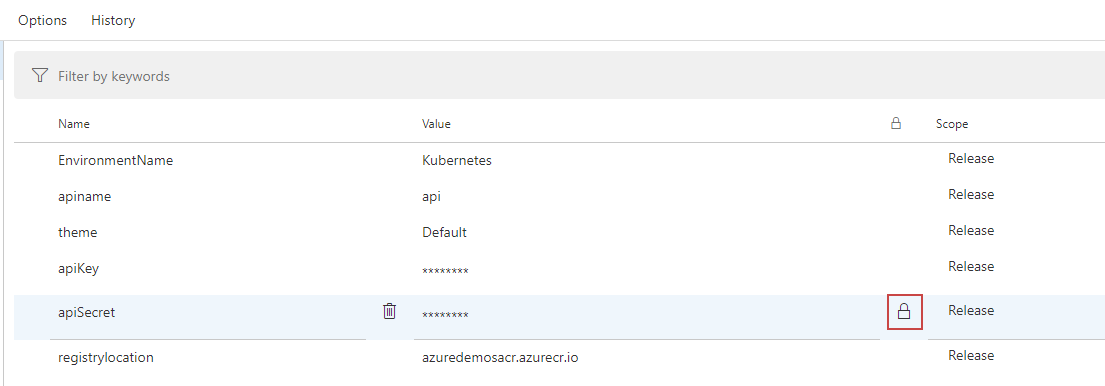 Options History
Filter by keywords
Name Value Scope
EnvironmentName Kubernetes Release
apiname api Release
theme Default Release
apiKey ******** Release
apiSecret ******** Release
registrylocation azuredemosacr.azurecr.io Release